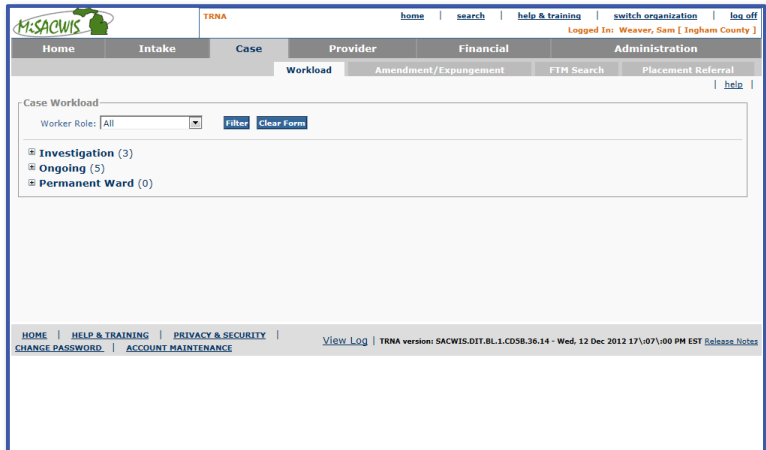 MiSACWIS
TRNA
home | search | help & training | switch organization | log off
Logged In: Weaver, Sam [ Ingham County ]
Home Intake Case Provider Financial Administration
Workload Amendment/Expungement FTM Search Placement Referral
| help |
Case Workload
Worker Role: All Filter Clear Form
Investigation (3)
Ongoing (5)
Permanent Ward (0)
HOME | HELP & TRAINING | PRIVACY & SECURITY |
CHANGE PASSWORD | ACCOUNT MAINTENANCE
View Log | TRNA version: SACWIS.DIT.BL.1.CD5B.36.14 - Wed, 12 Dec 2012 17\:07\:00 PM EST Release Notes